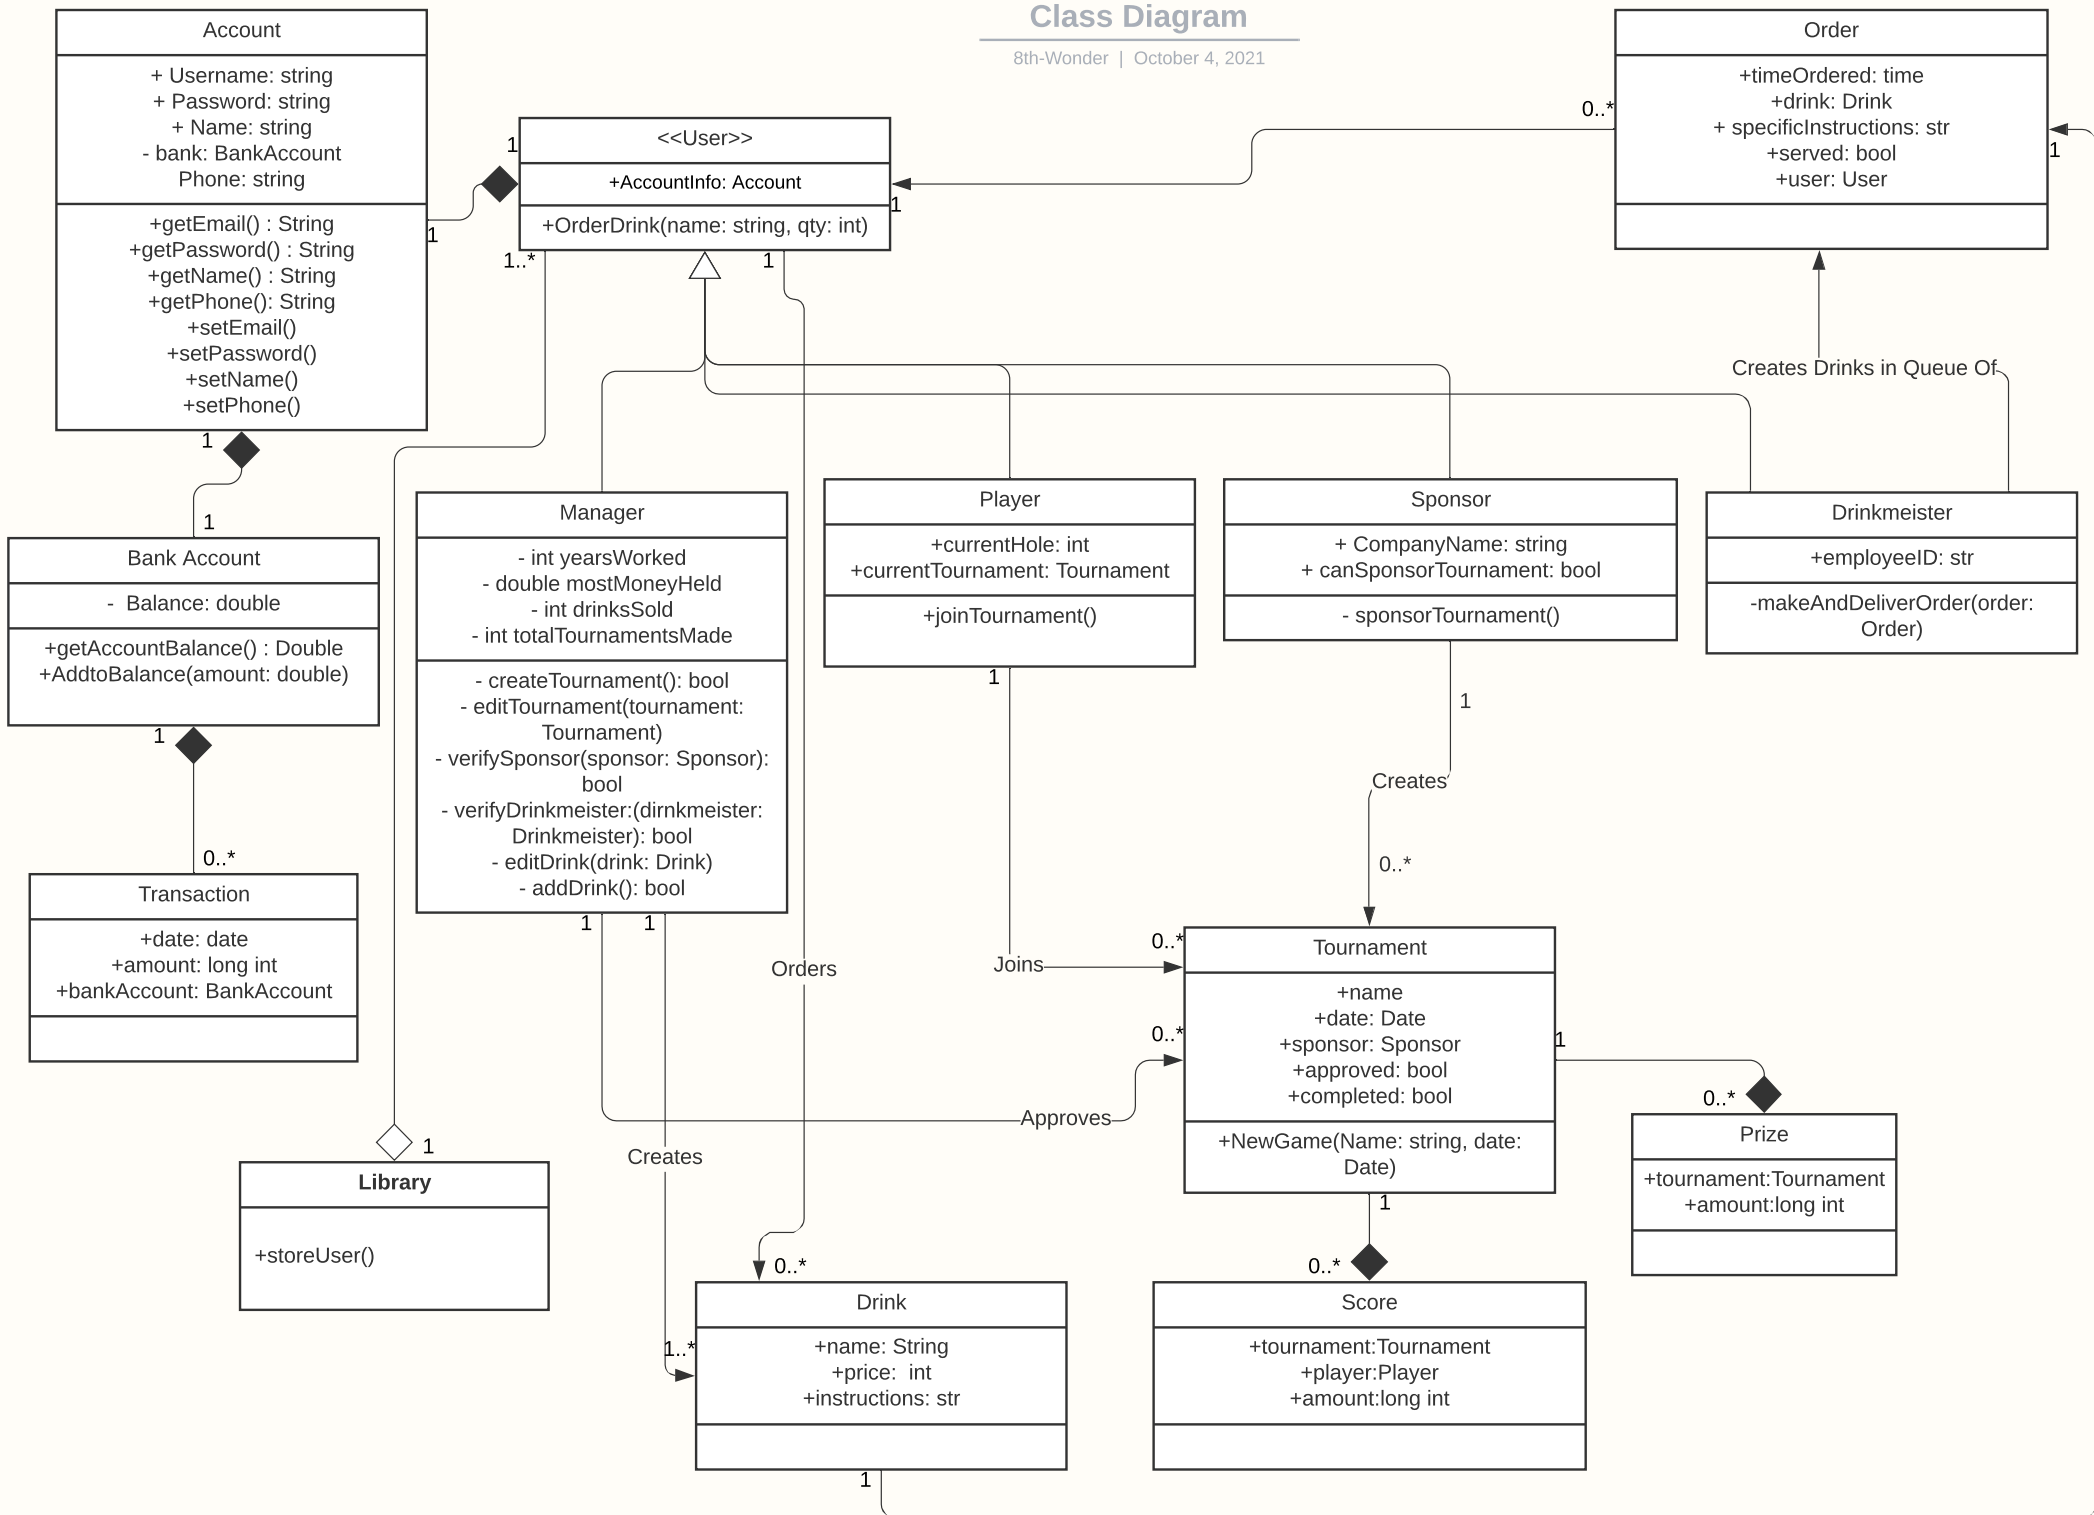 Class Diagram
8th-Wonder | October 4, 2021
Account
+ Username: string
+ Password: string
+ Name: string
- bank: BankAccount
Phone: string
+getEmail() : String
+getPassword() : String
+getName() : String
+getPhone(): String
+setEmail()
+setPassword()
+setName()
+setPhone()
1
1
1
<<User>>
+AccountInfo: Account
+OrderDrink(name: string, qty: int)
1
1..*
1
Order
+timeOrdered: time
+drink: Drink
+ specificInstructions: str
+served: bool
+user: User
0..*
1
Creates Drinks in Queue Of
1
Bank Account
- Balance: double
+getAccountBalance() : Double
+AddtoBalance(amount: double)
1
0..*
Transaction
+date: date
+amount: long int
+bankAccount: BankAccount
Manager
- int yearsWorked
- double mostMoneyHeld
- int drinksSold
- int totalTournamentsMade
- createTournament(): bool
- editTournament(tournament:
Tournament)
- verifySponsor(sponsor: Sponsor):
bool
- verifyDrinkmeister:(dirnkmeister:
Drinkmeister): bool
- editDrink(drink: Drink)
- addDrink(): bool
1
1
Player
+currentHole: int
+currentTournament: Tournament
+joinTournament()
1
Sponsor
+ CompanyName: string
+ canSponsorTournament: bool
- sponsorTournament()
1
Creates
0..*
Drinkmeister
+employeeID: str
-makeAndDeliverOrder(order:
Order)
Orders
Joins
0..*
Approves
0..*
Creates
Tournament
+name
+date: Date
+sponsor: Sponsor
+approved: bool
+completed: bool
+NewGame(Name: string, date:
Date)
1
1
0..*
Prize
+tournament:Tournament
+amount:long int
1
Library
+storeUser()
0..*
1..*
Drink
+name: String
+price: int
+instructions: str
1
0..*
Score
+tournament:Tournament
+player:Player
+amount:long int